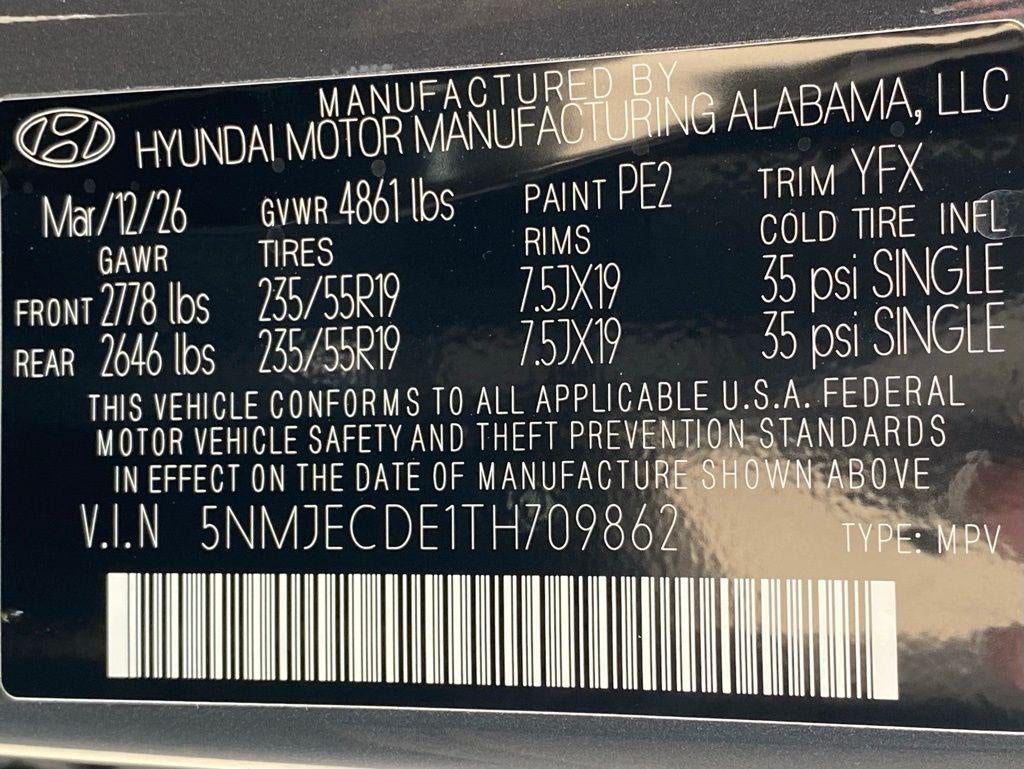 MANUFACTURED BY
HYUNDAI MOTOR MANUFACTURING ALABAMA, LLC
Mar/12/26 GVWR 4861 lbs PAINT PE2 TRIM YFX
GAWR TIRES RIMS COLD TIRE INFL
FRONT 2778 lbs 235/55R19 7.5JX19 35 psi SINGLE
REAR 2646 lbs 235/55R19 7.5JX19 35 psi SINGLE
THIS VEHICLE CONFORMS TO ALL APPLICABLE U.S.A. FEDERAL
MOTOR VEHICLE SAFETY AND THEFT PREVENTION STANDARDS
IN EFFECT ON THE DATE OF MANUFACTURE SHOWN ABOVE
V.I.N 5NMJECDE1TH709862 TYPE: MPV